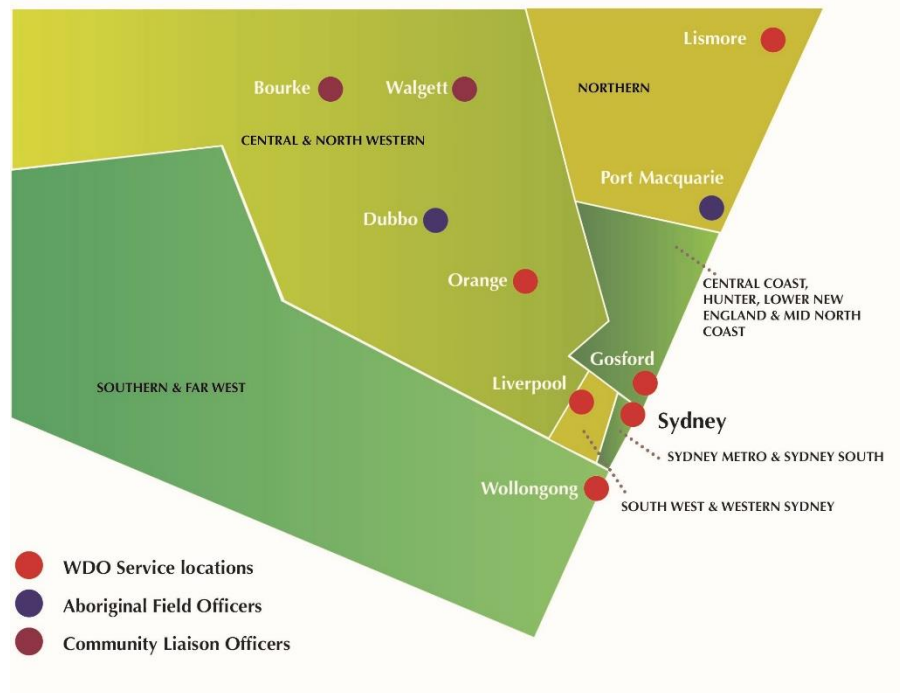 Lismore
Bourke
Walgett
NORTHERN
CENTRAL & NORTH WESTERN
Port Macquarie
Dubbo
Orange
CENTRAL COAST,
HUNTER, LOWER NEW
ENGLAND & MID NORTH
COAST
Gosford
Liverpool
SOUTHERN & FAR WEST
Sydney
SYDNEY METRO & SYDNEY SOUTH
Wollongong
SOUTH WEST & WESTERN SYDNEY
WDO Service locations
Aboriginal Field Officers
Community Liaison Officers